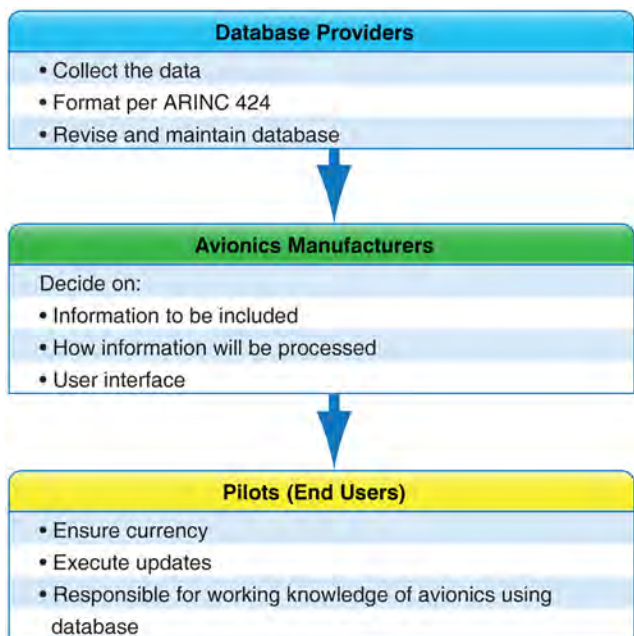 Database Providers
• Collect the data
• Format per ARINC 424
• Revise and maintain database
Avionics Manufacturers
Decide on:
• Information to be included
• How information will be processed
• User interface
Pilots (End Users)
• Ensure currency
• Execute updates
• Responsible for working knowledge of avionics using
database